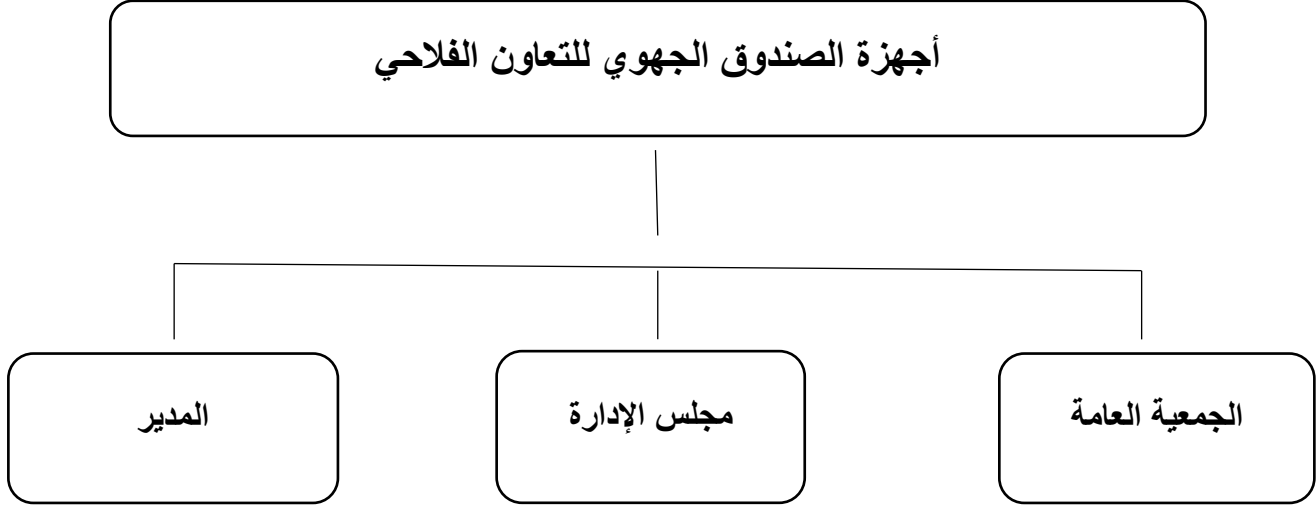 أجهزة الصندوق الجهوي للتعاون الفلاحي
الجمعية العامة
مجلس الإدارة
المدير